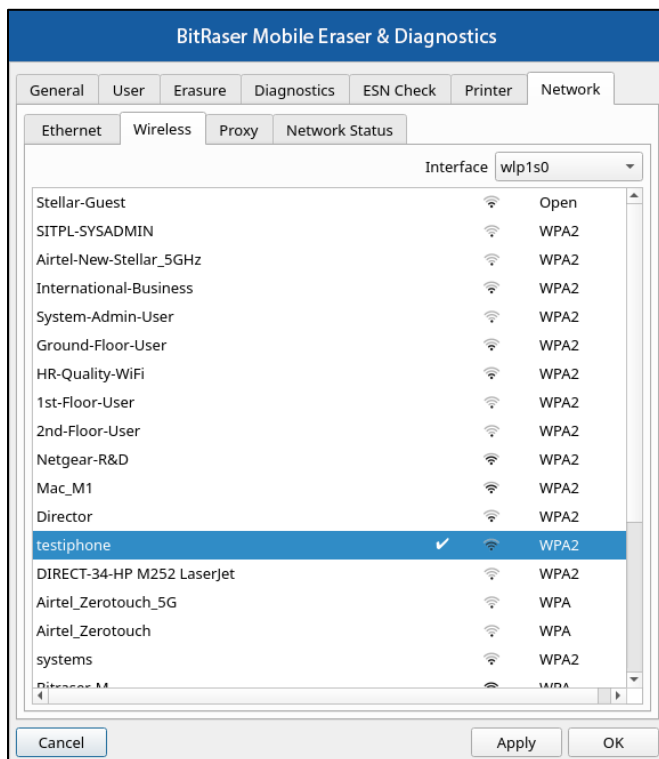 BitRaser Mobile Eraser & Diagnostics
General User Erasure Diagnostics ESN Check Printer Network
Ethernet Wireless Proxy Network Status
Interface wlp1s0
Stellar-Guest Open
SITPL-SYSADMIN WPA2
Airtel-New-Stellar_5GHz WPA2
International-Business WPA2
System-Admin-User WPA2
Ground-Floor-User WPA2
HR-Quality-WiFi WPA2
1st-Floor-User WPA2
2nd-Floor-User WPA2
Netgear-R&D WPA2
Mac_M1 WPA2
Director WPA2
testiphone ✔ WPA2
DIRECT-34-HP M252 LaserJet WPA2
Airtel_Zerotouch_5G WPA
Airtel_Zerotouch WPA
systems WPA2
Bitraser-M WPA
Cancel Apply OK